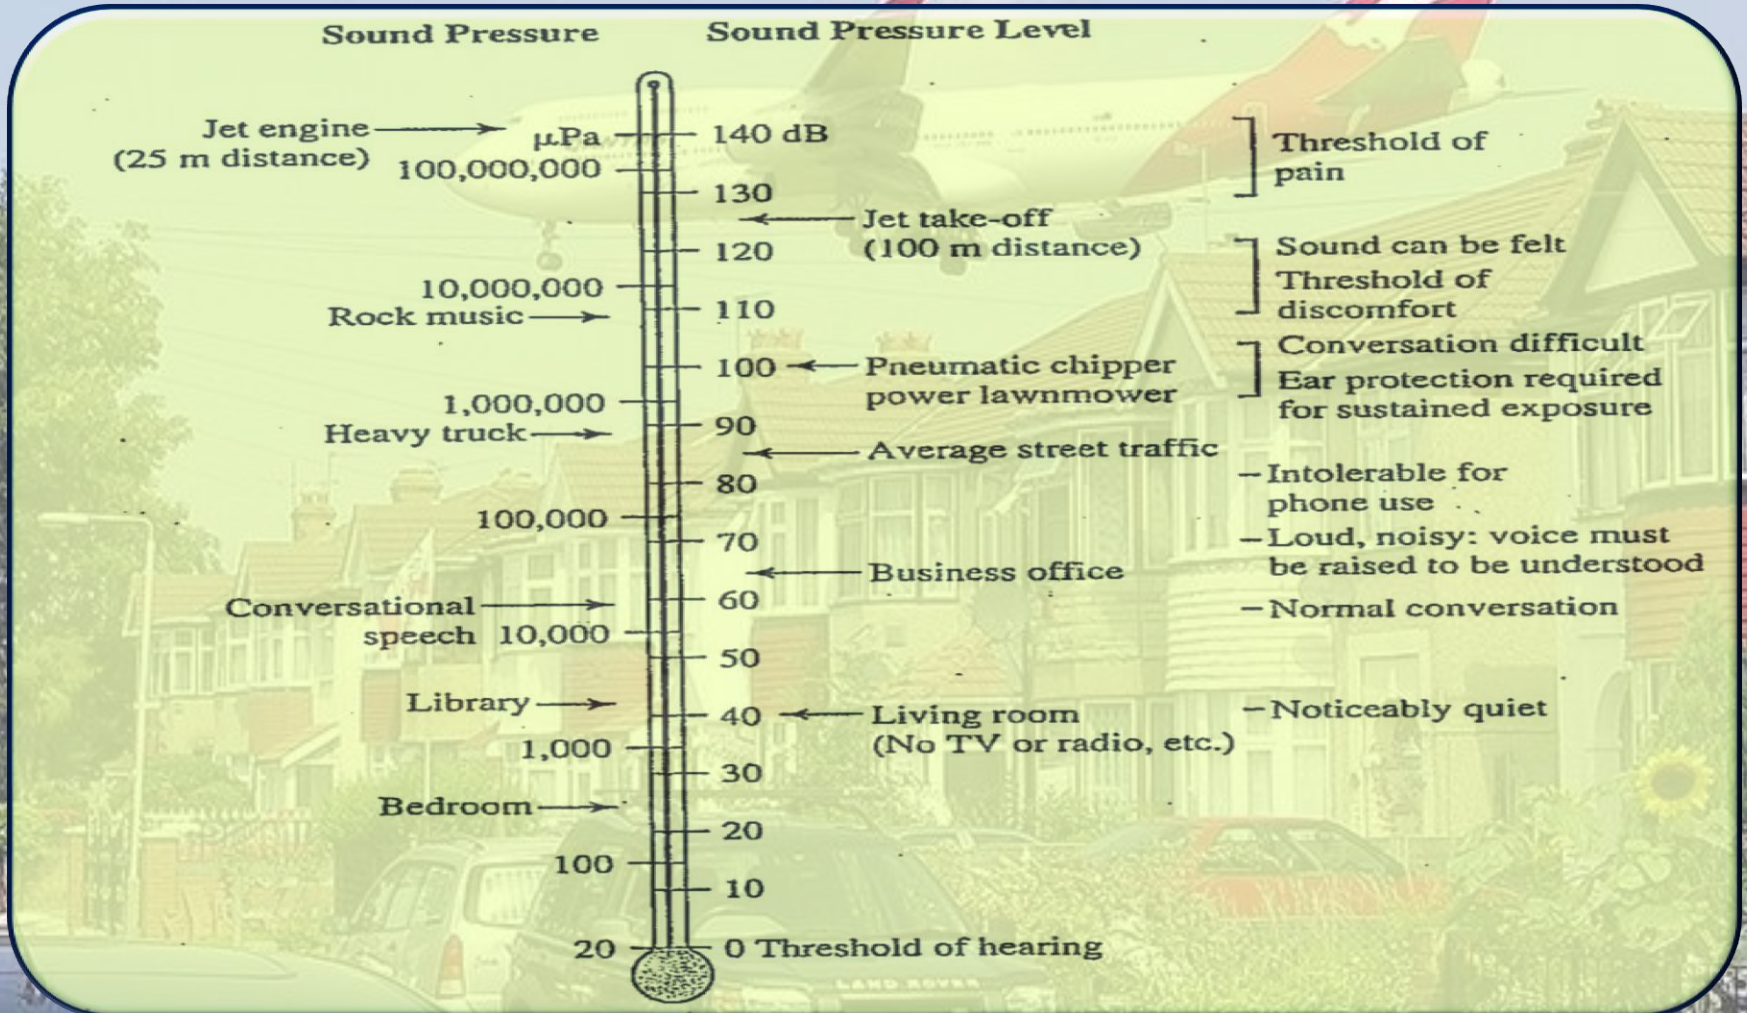 Sound Pressure
Sound Pressure Level
Jet engine
(25 m distance)
µPa
140 dB
Threshold of
pain
100,000,000
130
Jet take-off
(100 m distance)
120
Sound can be felt
Threshold of
discomfort
10,000,000
110
Rock music
Conversation difficult
100
Pneumatic chipper
power lawnmower
Ear protection required
for sustained exposure
1,000,000
90
Heavy truck
Average street traffic
80
Intolerable for
phone use
100,000
70
Loud, noisy: voice must
be raised to be understood
Business office
60
Conversational
speech
Normal conversation
10,000
50
Library
40
Living room
(No TV or radio, etc.)
Noticeably quiet
1,000
30
Bedroom
20
100
10
20
0 Threshold of hearing
LAND ROVER